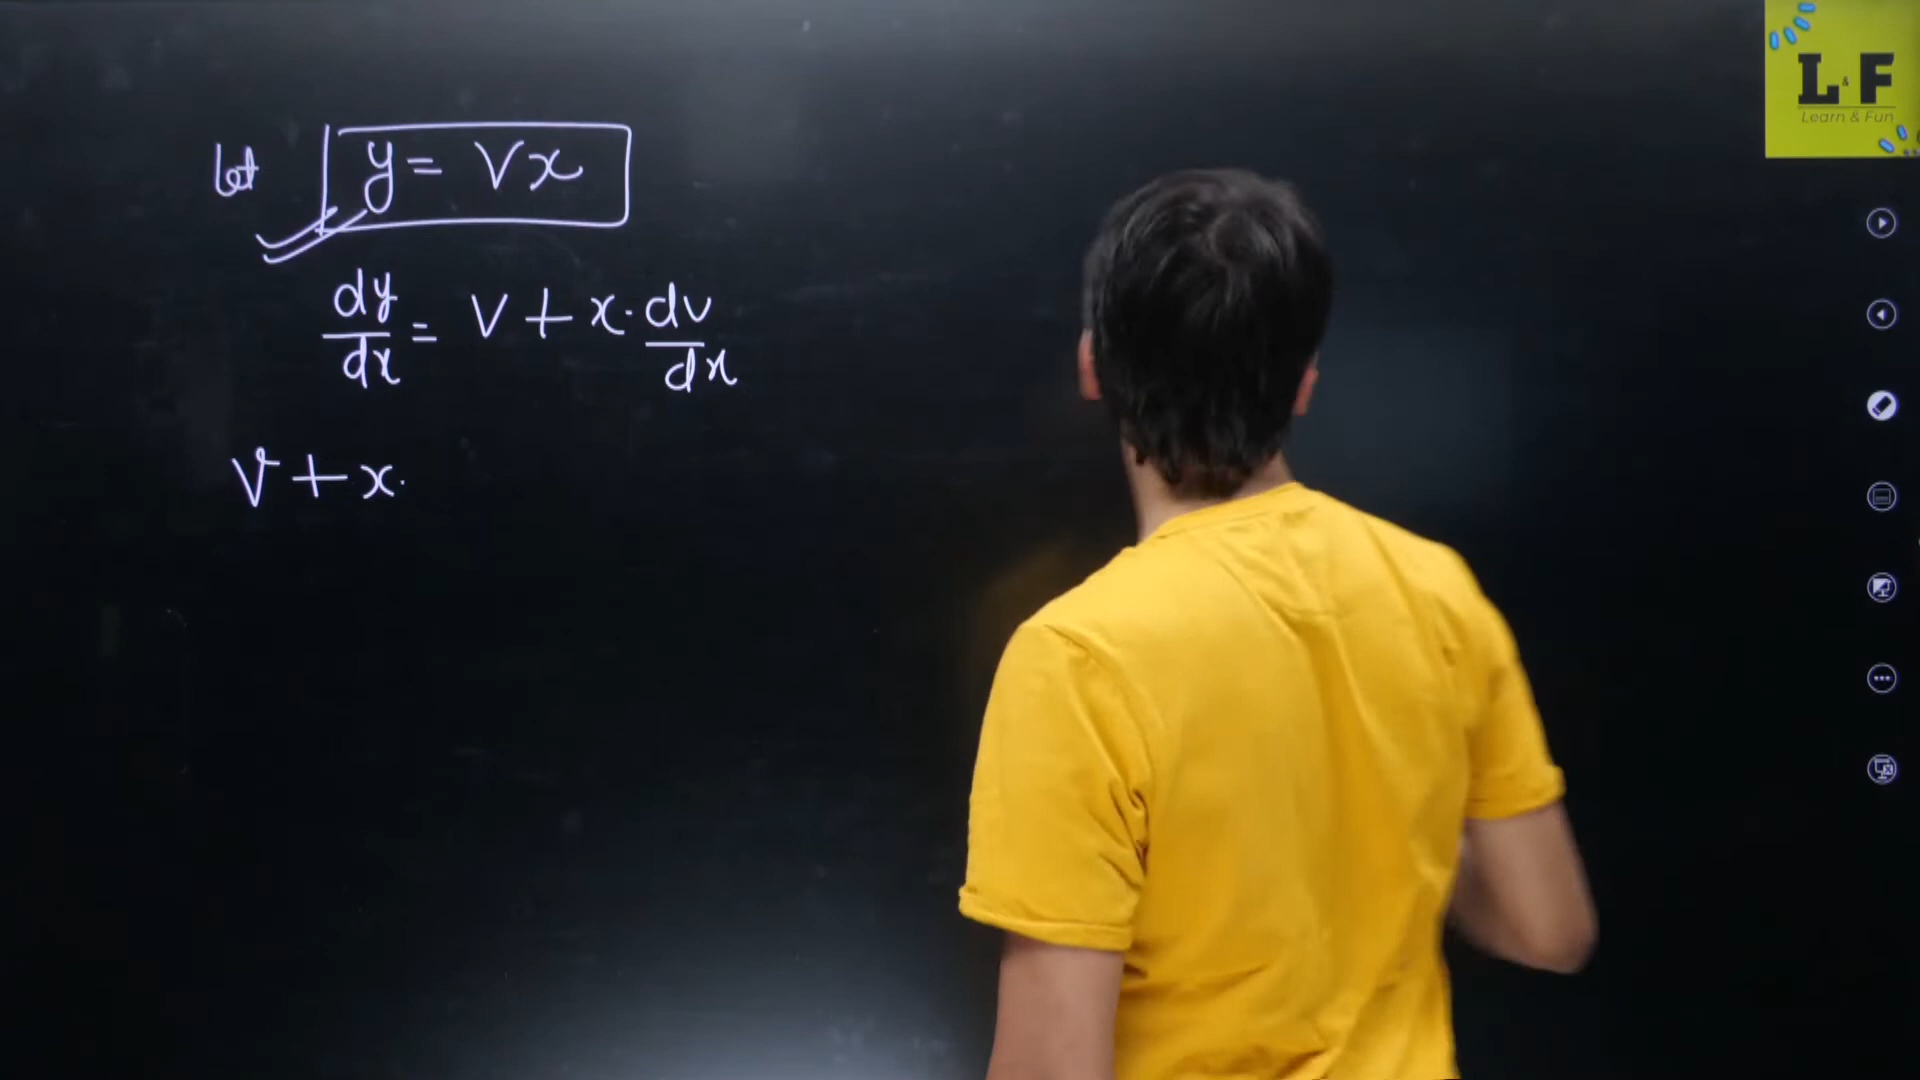 let y = vx
dy/dx = v + x · dv/dx
v + x ·
L & F
Learn & Fun